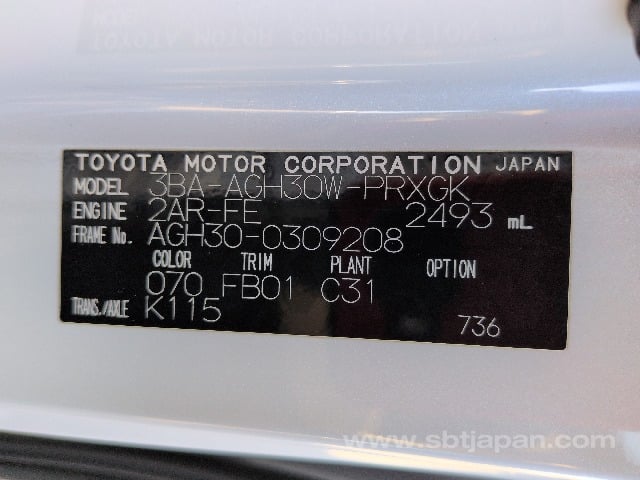 TOYOTA MOTOR CORPORATION JAPAN
MODEL 3BA-AGH30W-PRXGK
ENGINE 2AR-FE 2493 mL
FRAME No. AGH30-0309208
COLOR TRIM PLANT OPTION
070 FB01 C31
TRANS./AXLE K115
736
www.sbtjapan.com